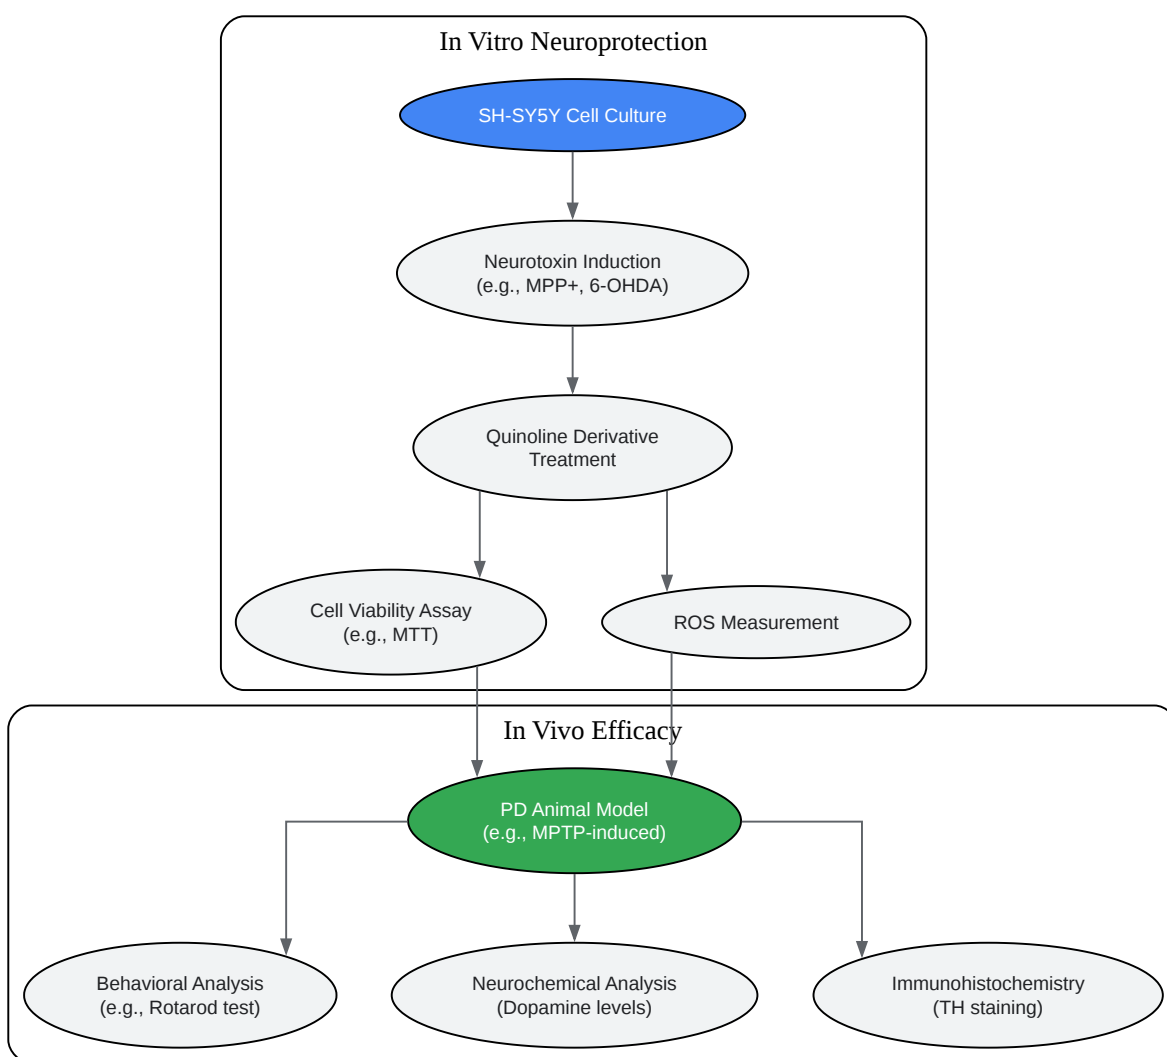 In Vitro Neuroprotection
SH-SY5Y Cell Culture
Neurotoxin Induction
(e.g., MPP+, 6-OHDA)
Quinoline Derivative
Treatment
Cell Viability Assay
(e.g., MTT)
ROS Measurement
In Vivo Efficacy
PD Animal Model
(e.g., MPTP-induced)
Behavioral Analysis
(e.g., Rotarod test)
Neurochemical Analysis
(Dopamine levels)
Immunohistochemistry
(TH staining)